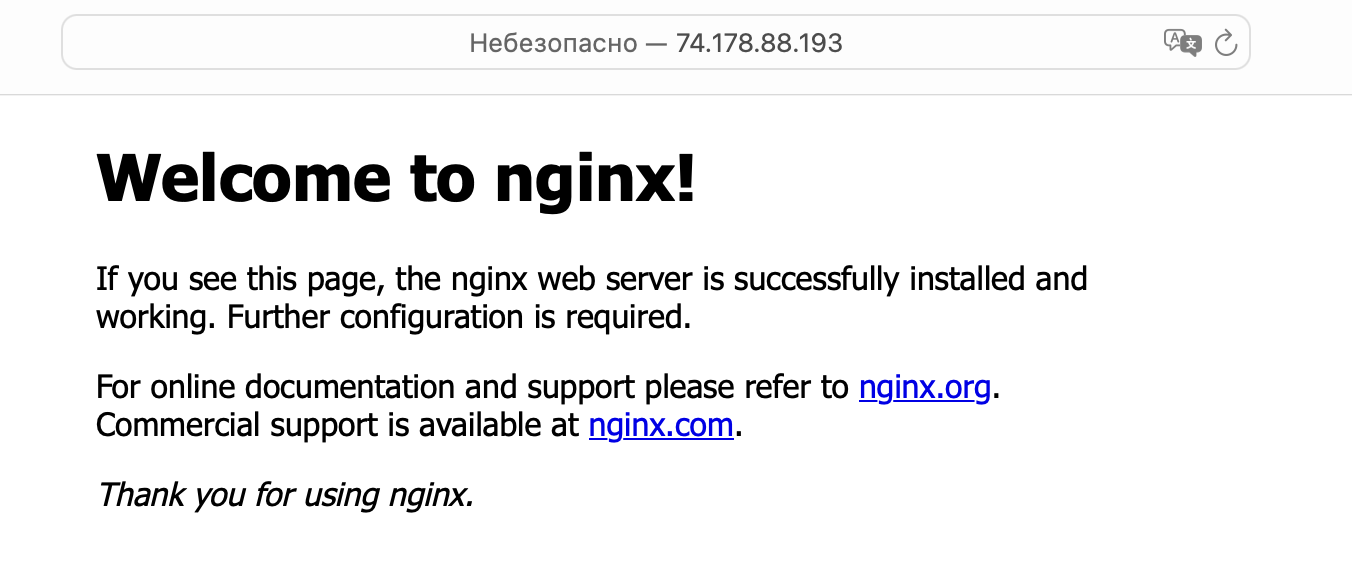 Небезопасно — 74.178.88.193
Welcome to nginx!
If you see this page, the nginx web server is successfully installed and
working. Further configuration is required.
For online documentation and support please refer to nginx.org.
Commercial support is available at nginx.com.
Thank you for using nginx.